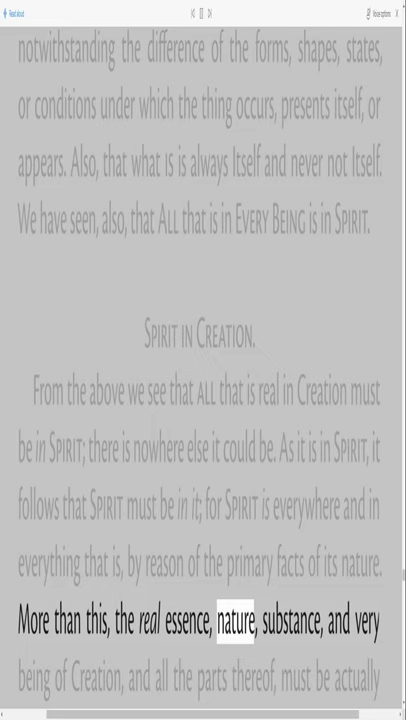 Read aloud
Voice options
notwithstanding the difference of the forms, shapes, states,
or conditions under which the thing occurs, presents itself, or
appears. Also, that what IS is always Itself and never not Itself.
We have seen, also, that ALL that is in EVERY BEING is in SPIRIT.
SPIRIT IN CREATION.
From the above we see that ALL that is real in Creation must
be in SPIRIT; there is nowhere else it could be. As it is in SPIRIT, it
follows that SPIRIT must be in it; for SPIRIT is everywhere and in
everything that is, by reason of the primary facts of its nature.
More than this, the real essence, nature, substance, and very
being of Creation, and all the parts thereof, must be actually